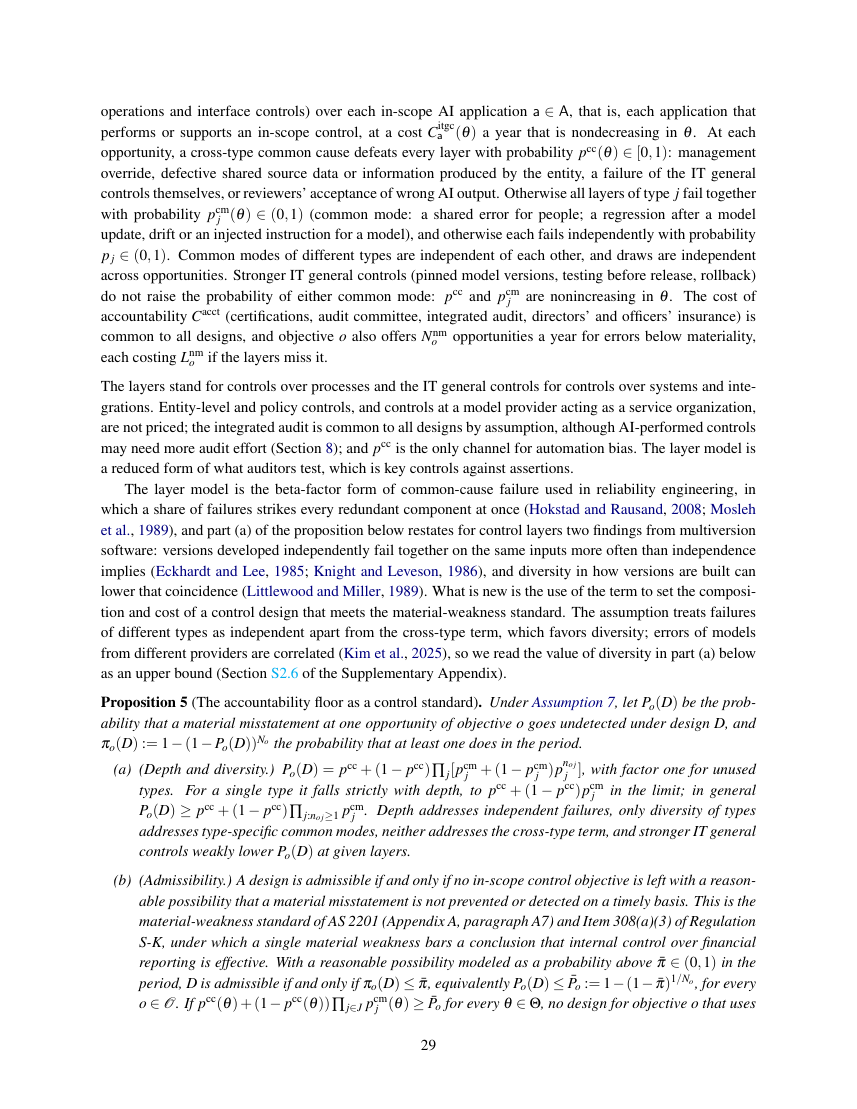 operations and interface controls) over each in-scope AI application a ∈ A, that is, each application that
performs or supports an in-scope control, at a cost C_a^itgc(θ) a year that is nondecreasing in θ. At each
opportunity, a cross-type common cause defeats every layer with probability p^cc(θ) ∈ [0,1): management
override, defective shared source data or information produced by the entity, a failure of the IT general
controls themselves, or reviewers’ acceptance of wrong AI output. Otherwise all layers of type j fail together
with probability p_j^cm(θ) ∈ (0,1) (common mode: a shared error for people; a regression after a model
update, drift or an injected instruction for a model), and otherwise each fails independently with probability
p_j ∈ (0,1). Common modes of different types are independent of each other, and draws are independent
across opportunities. Stronger IT general controls (pinned model versions, testing before release, rollback)
do not raise the probability of either common mode: p^cc and p_j^cm are nonincreasing in θ. The cost of
accountability C^acct (certifications, audit committee, integrated audit, directors’ and officers’ insurance) is
common to all designs, and objective o also offers N_o^nm opportunities a year for errors below materiality,
each costing L_o^nm if the layers miss it.
The layers stand for controls over processes and the IT general controls for controls over systems and inte-
grations. Entity-level and policy controls, and controls at a model provider acting as a service organization,
are not priced; the integrated audit is common to all designs by assumption, although AI-performed controls
may need more audit effort (Section 8); and p^cc is the only channel for automation bias. The layer model is
a reduced form of what auditors test, which is key controls against assertions.
The layer model is the beta-factor form of common-cause failure used in reliability engineering, in
which a share of failures strikes every redundant component at once (Hokstad and Rausand, 2008; Mosleh
et al., 1989), and part (a) of the proposition below restates for control layers two findings from multiversion
software: versions developed independently fail together on the same inputs more often than independence
implies (Eckhardt and Lee, 1985; Knight and Leveson, 1986), and diversity in how versions are built can
lower that coincidence (Littlewood and Miller, 1989). What is new is the use of the term to set the composi-
tion and cost of a control design that meets the material-weakness standard. The assumption treats failures
of different types as independent apart from the cross-type term, which favors diversity; errors of models
from different providers are correlated (Kim et al., 2025), so we read the value of diversity in part (a) below
as an upper bound (Section S2.6 of the Supplementary Appendix).
Proposition 5 (The accountability floor as a control standard). Under Assumption 7, let P_o(D) be the prob-
ability that a material misstatement at one opportunity of objective o goes undetected under design D, and
π_o(D) := 1 − (1 − P_o(D))^{N_o} the probability that at least one does in the period.
(a) (Depth and diversity.) P_o(D) = p^cc + (1 − p^cc) ∏_j [p_j^cm + (1 − p_j^cm) p_j^{n_oj}], with factor one for unused
types. For a single type it falls strictly with depth, to p^cc + (1 − p^cc) p_j^cm in the limit; in general
P_o(D) ≥ p^cc + (1 − p^cc) ∏_{j:n_oj≥1} p_j^cm. Depth addresses independent failures, only diversity of types
addresses type-specific common modes, neither addresses the cross-type term, and stronger IT general
controls weakly lower P_o(D) at given layers.
(b) (Admissibility.) A design is admissible if and only if no in-scope control objective is left with a reason-
able possibility that a material misstatement is not prevented or detected on a timely basis. This is the
material-weakness standard of AS 2201 (Appendix A, paragraph A7) and Item 308(a)(3) of Regulation
S-K, under which a single material weakness bars a conclusion that internal control over financial
reporting is effective. With a reasonable possibility modeled as a probability above π̄ ∈ (0,1) in the
period, D is admissible if and only if π_o(D) ≤ π̄, equivalently P_o(D) ≤ P̄_o := 1 − (1 − π̄)^{1/N_o}, for every
o ∈ 𝒪. If p^cc(θ) + (1 − p^cc(θ)) ∏_{j∈J} p_j^cm(θ) ≥ P̄_o for every θ ∈ Θ, no design for objective o that uses
29